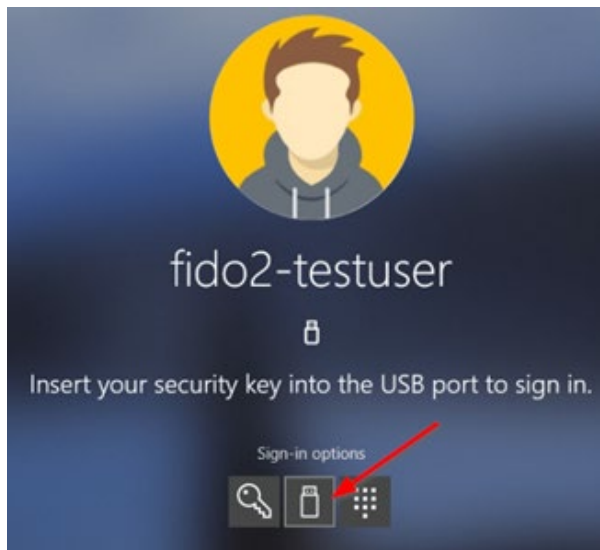 fido2-testuser
Insert your security key into the USB port to sign in.
Sign-in options